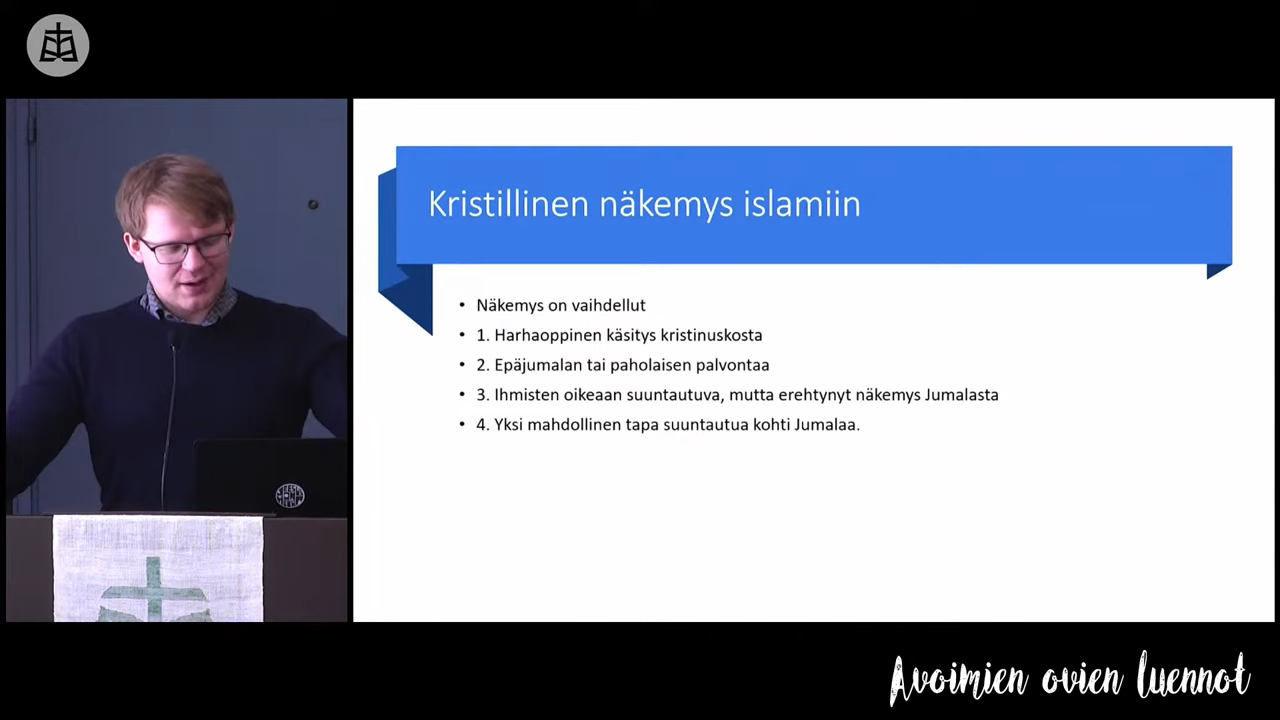 Kristillinen näkemys islamiin
• Näkemys on vaihdellut
• 1. Harhaoppinen käsitys kristinuskosta
• 2. Epäjumalan tai paholaisen palvontaa
• 3. Ihmisten oikeaan suuntautuva, mutta erehtynyt näkemys Jumalasta
• 4. Yksi mahdollinen tapa suuntautua kohti Jumalaa.
Avoimien ovien luennot